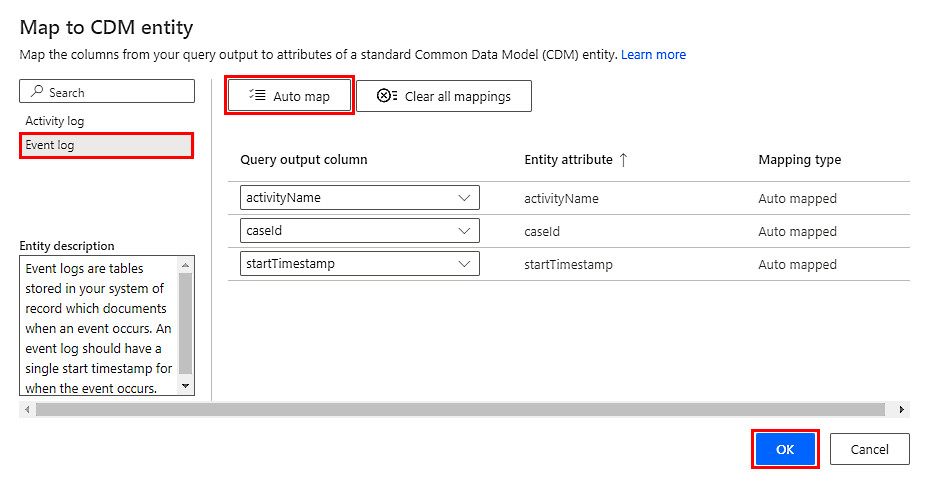 Map to CDM entity
Map the columns from your query output to attributes of a standard Common Data Model (CDM) entity. Learn more
Search
Activity log
Event log
Entity description
Event logs are tables
stored in your system of
record which documents
when an event occurs. An
event log should have a
single start timestamp for
when the event occurs.
Auto map
Clear all mappings
Query output column Entity attribute ↑ Mapping type
activityName activityName Auto mapped
caseId caseId Auto mapped
startTimestamp startTimestamp Auto mapped
OK Cancel